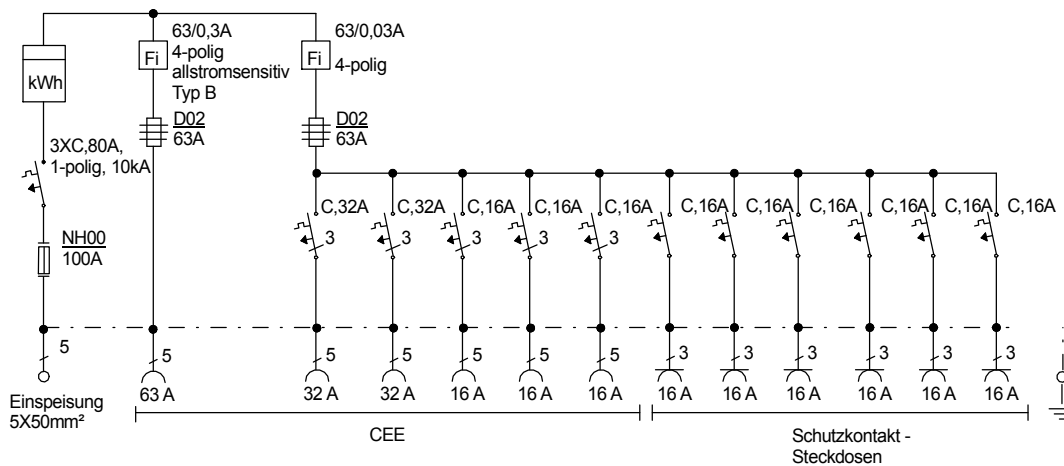 63/0,3A
4-polig
allstromsensitiv
Typ B
63/0,03A
4-polig
Fi
Fi
kWh
D02
63A
D02
63A
3XC,80A,
1-polig, 10kA
NH00
100A
C,32A C,32A C,16A C,16A C,16A C,16A C,16A C,16A C,16A C,16A C,16A
3 3 3 3 3
5 5 5 5 5 5 5 3 3 3 3 3 3
63 A 32 A 32 A 16 A 16 A 16 A 16 A 16 A 16 A 16 A 16 A 16 A
Einspeisung
5X50mm²
CEE
Schutzkontakt -
Steckdosen